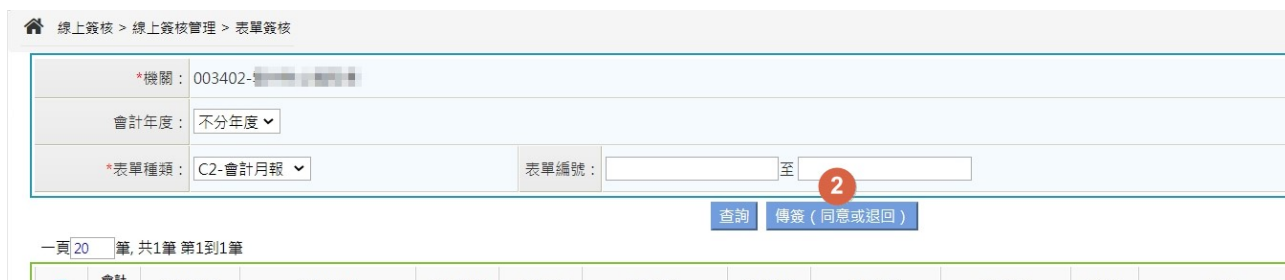 線上簽核 > 線上簽核管理 > 表單簽核
*機關： 003402-
會計年度： 不分年度
*表單種類： C2-會計月報 表單編號： 至
2
查詢 傳簽（同意或退回）
一頁 20 筆, 共1筆 第1到1筆
會計